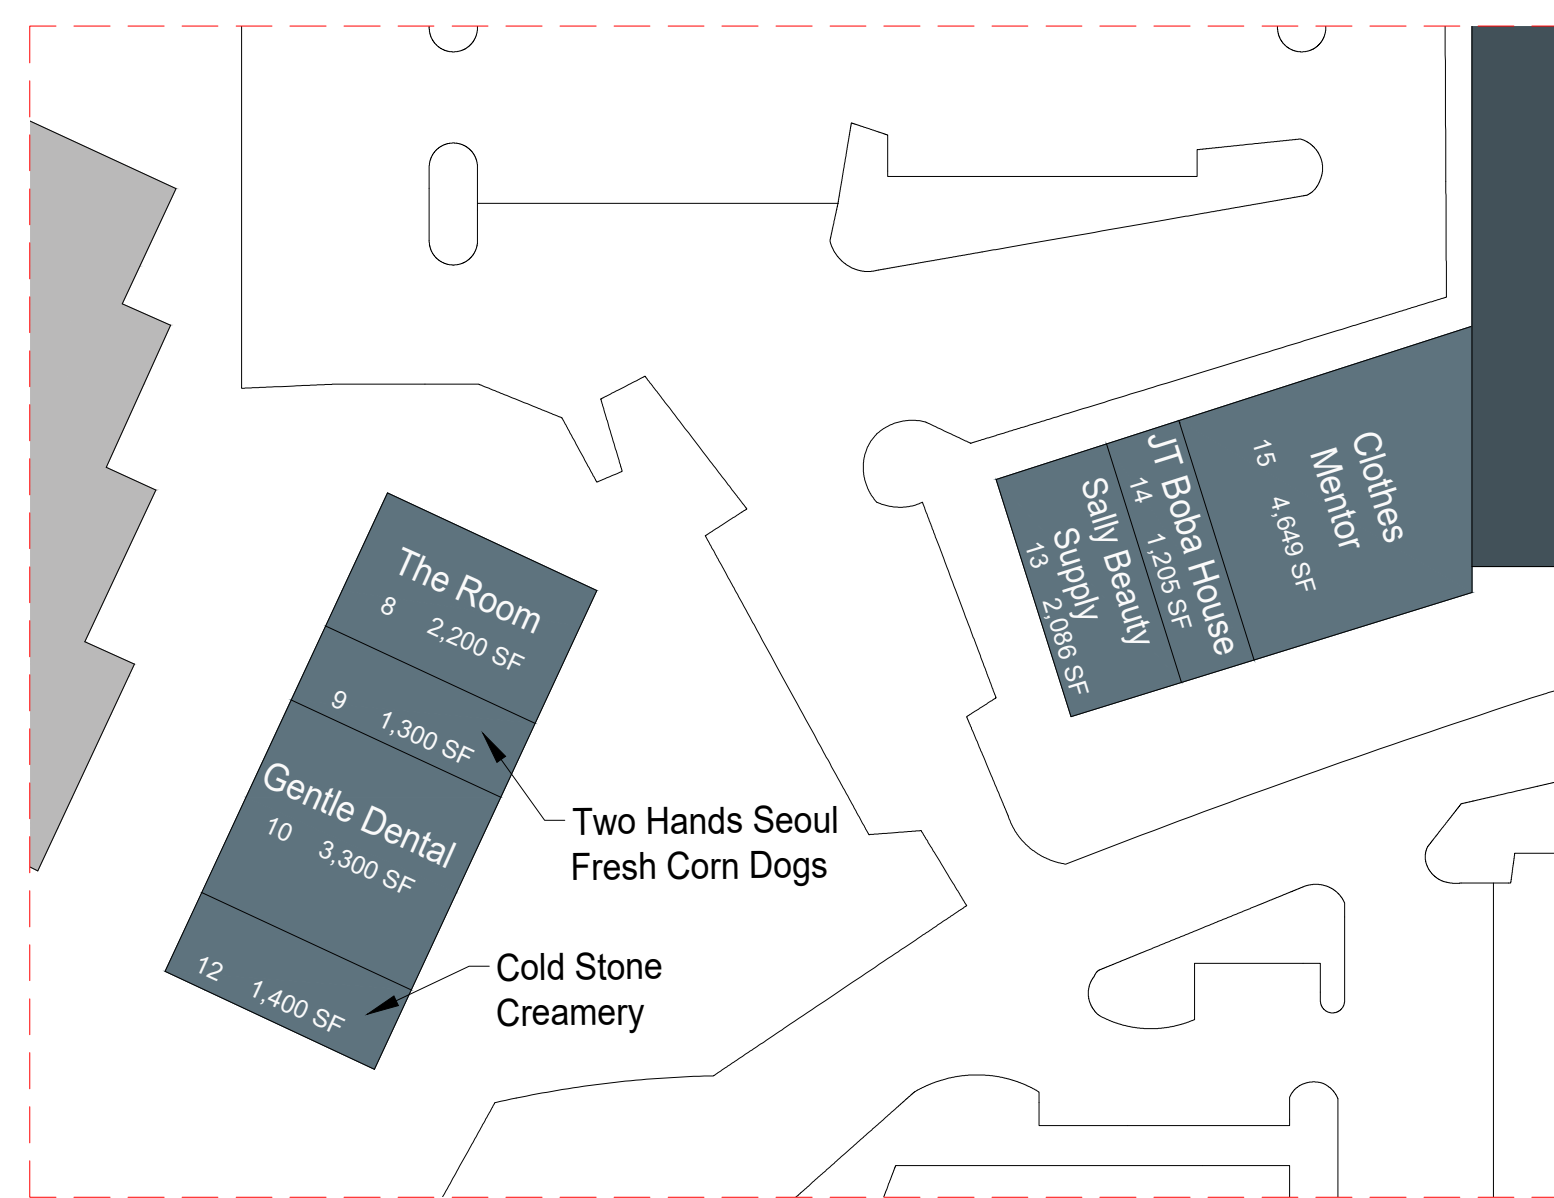 The Room
8 2,200 SF
9 1,300 SF
Gentle Dental
10 3,300 SF
12 1,400 SF
Two Hands Seoul
Fresh Corn Dogs
Cold Stone
Creamery
Sally Beauty
Supply
13 2,086 SF
JT Boba House
14 1,205 SF
Clothes
Mentor
15 4,649 SF